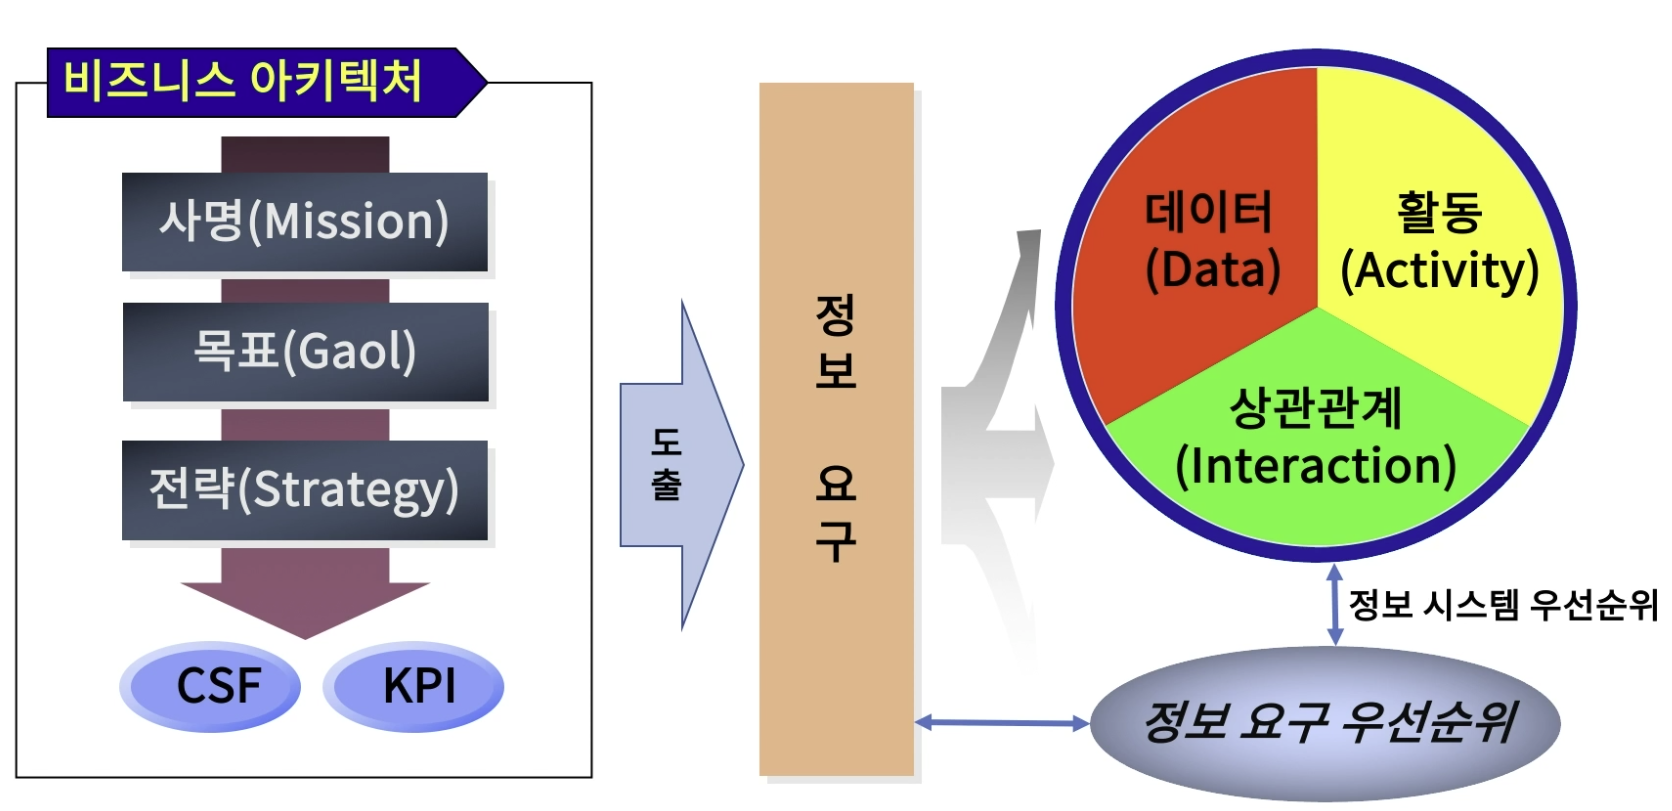 비즈니스 아키텍처
사명(Mission)
목표(Gaol)
전략(Strategy)
CSF
KPI
도
출
정
보
요
구
데이터
(Data)
활동
(Activity)
상관관계
(Interaction)
정보 시스템 우선순위
정보 요구 우선순위